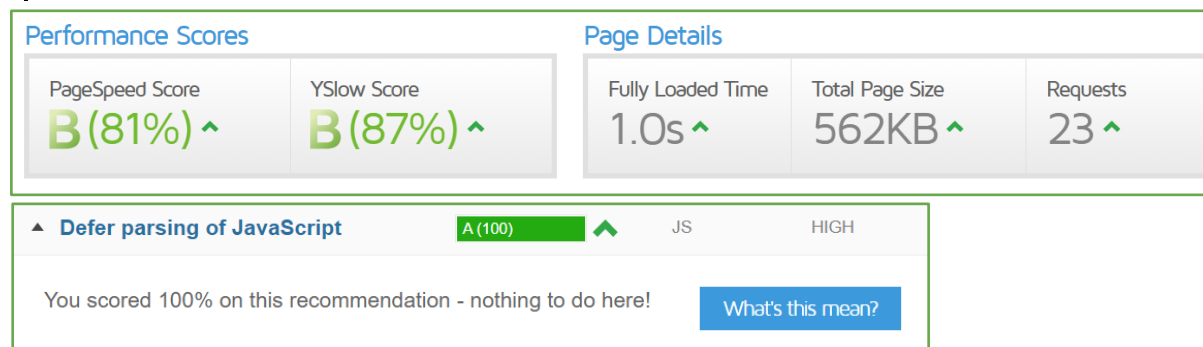 Performance Scores
Page Details
PageSpeed Score
YSlow Score
Fully Loaded Time
Total Page Size
Requests
B (81%)
B (87%)
1.0s
562KB
23
Defer parsing of JavaScript
A (100)
JS
HIGH
You scored 100% on this recommendation - nothing to do here!
What's this mean?